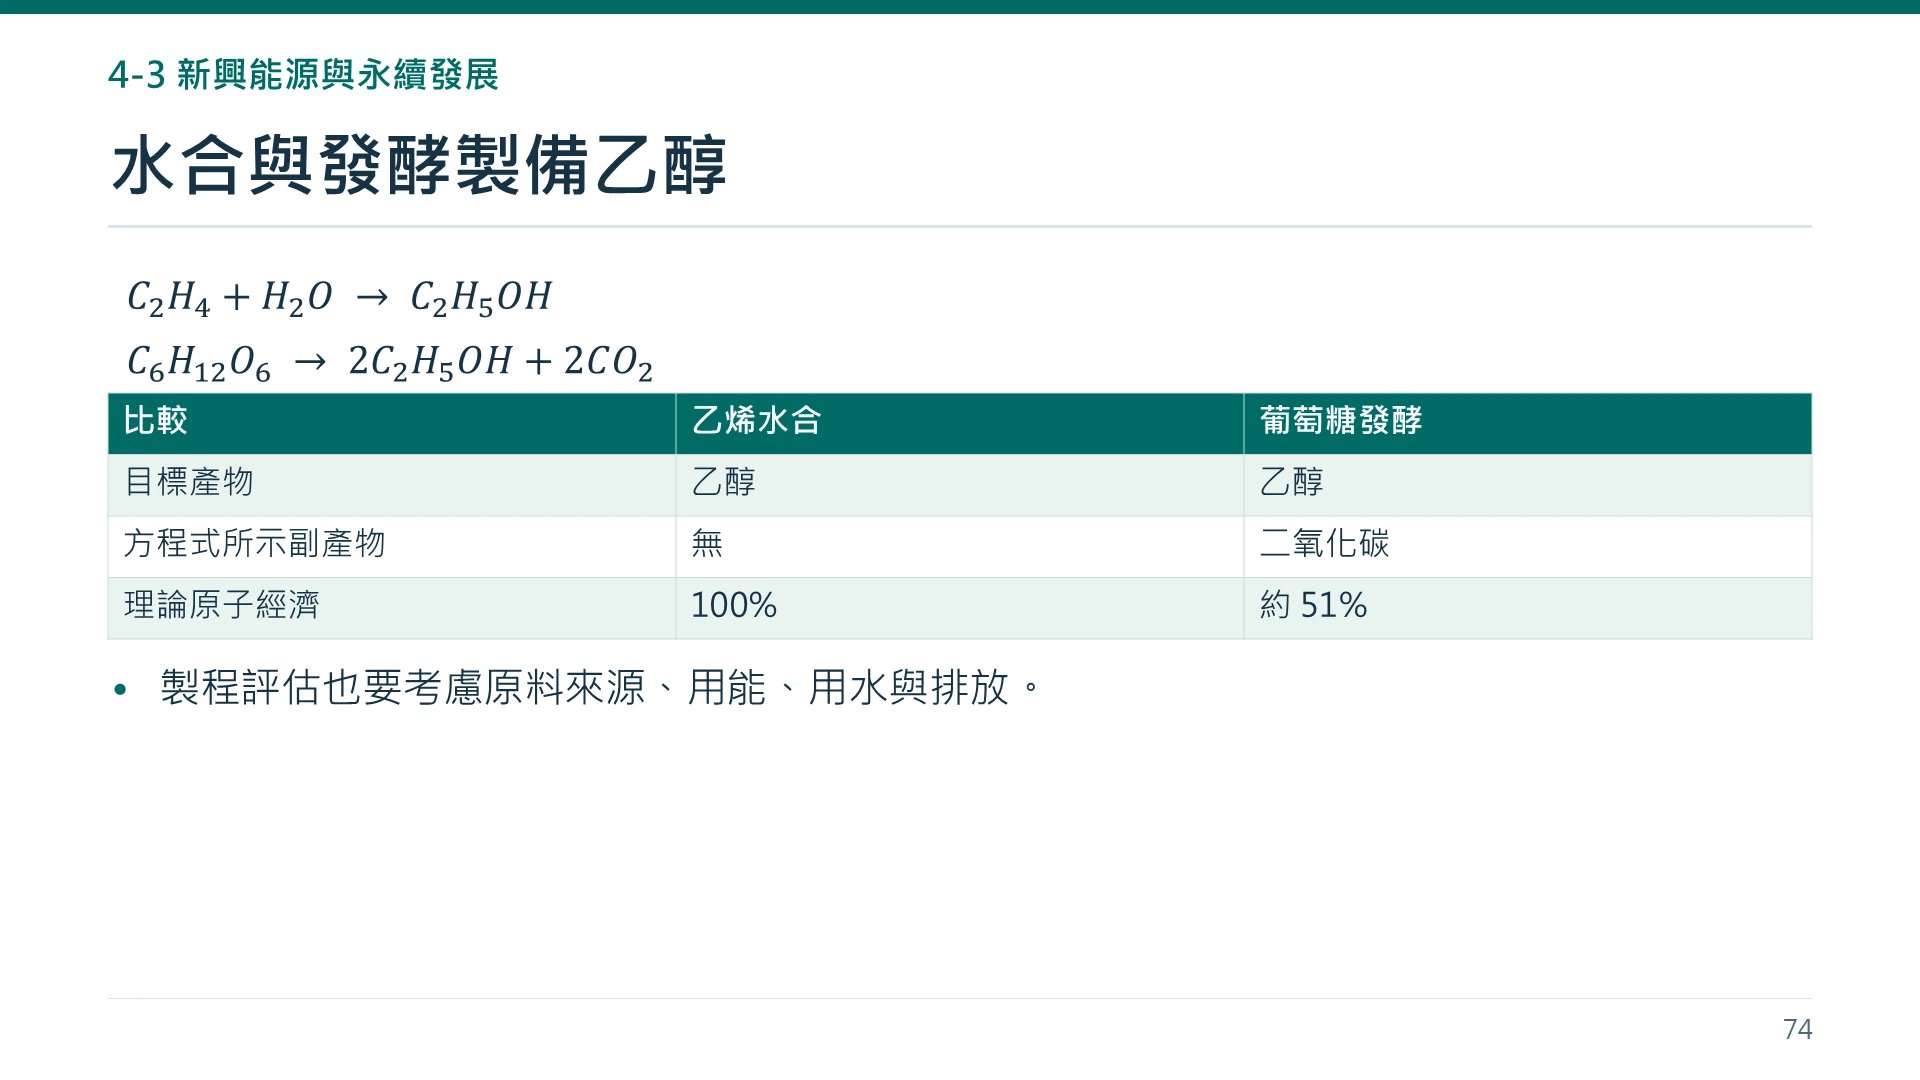 4-3 新興能源與永續發展
水合與發酵製備乙醇
C₂H₄ + H₂O → C₂H₅OH
C₆H₁₂O₆ → 2C₂H₅OH + 2CO₂
比較 乙烯水合 葡萄糖發酵
目標產物 乙醇 乙醇
方程式所示副產物 無 二氧化碳
理論原子經濟 100% 約 51%
• 製程評估也要考慮原料來源、用能、用水與排放。
74